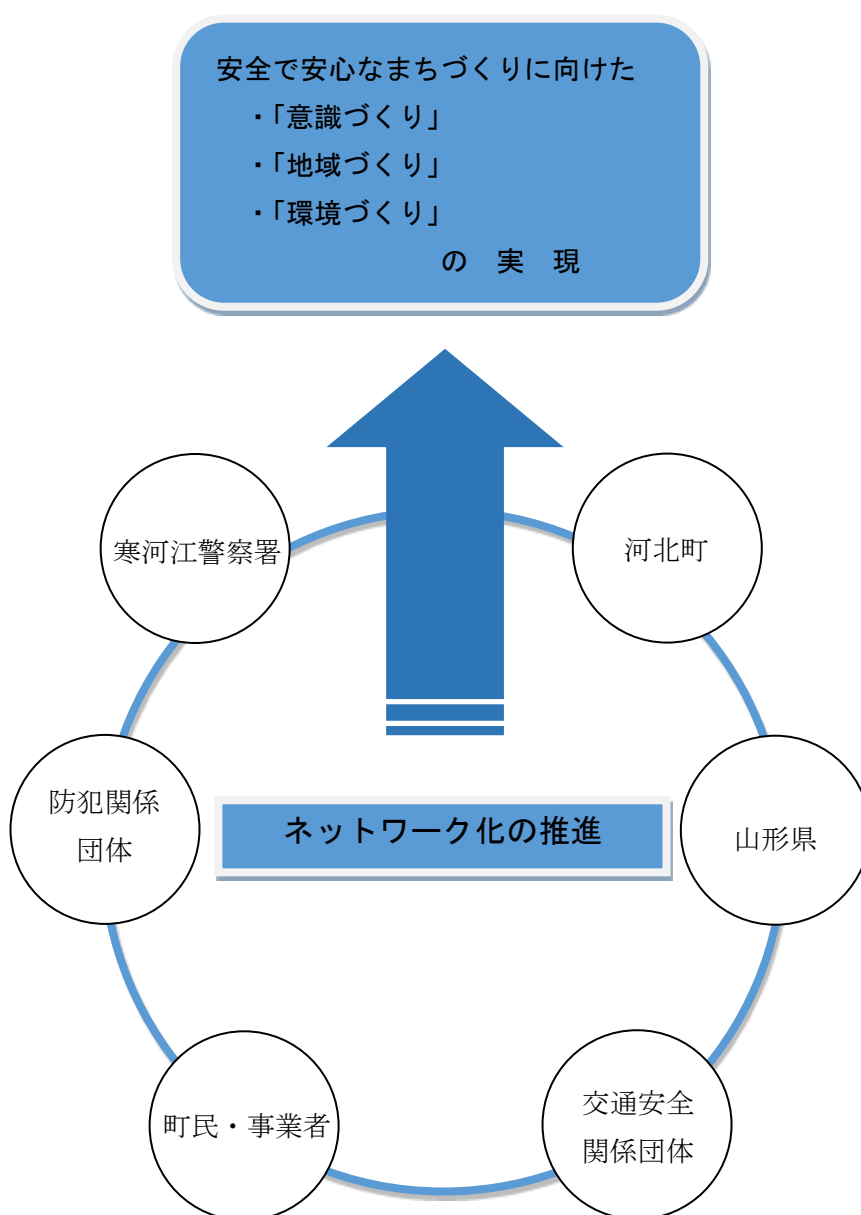 安全で安心なまちづくりに向けた
・「意識づくり」
・「地域づくり」
・「環境づくり」
の　実　現
寒河江警察署
河北町
防犯関係
団体
ネットワーク化の推進
山形県
町民・事業者
交通安全
関係団体